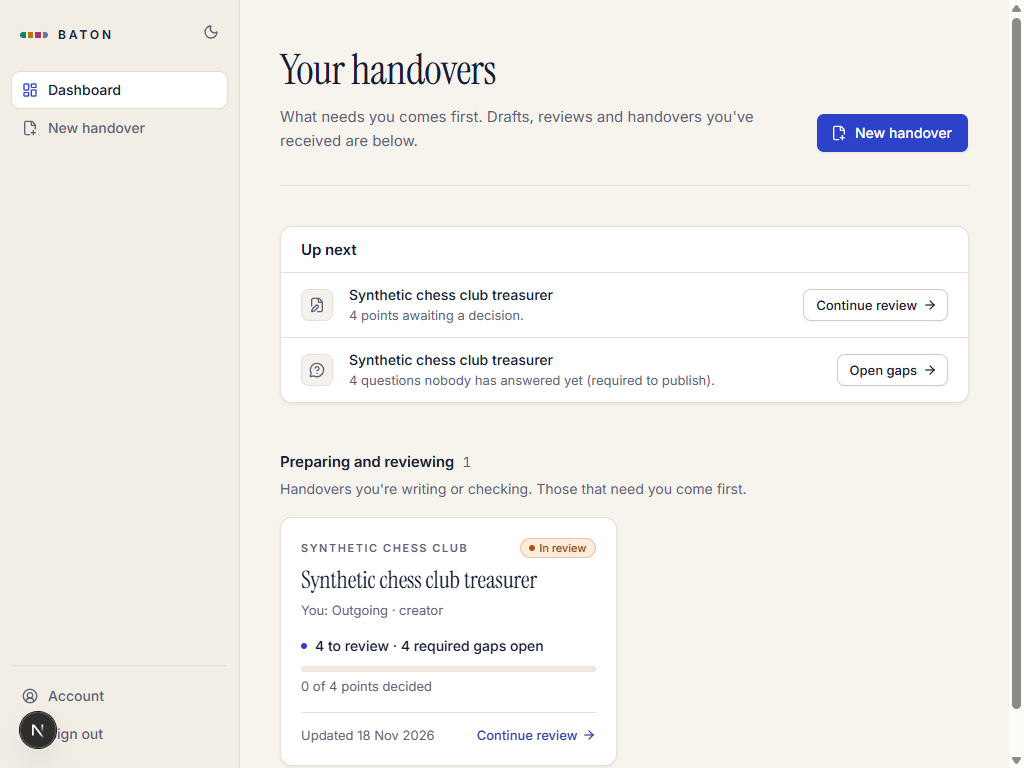 BATON
Dashboard
New handover
Your handovers
What needs you comes first. Drafts, reviews and handovers you've
received are below.
New handover
Up next
Synthetic chess club treasurer
4 points awaiting a decision.
Continue review →
Synthetic chess club treasurer
4 questions nobody has answered yet (required to publish).
Open gaps →
Preparing and reviewing 1
Handovers you're writing or checking. Those that need you come first.
SYNTHETIC CHESS CLUB
In review
Synthetic chess club treasurer
You: Outgoing · creator
4 to review · 4 required gaps open
0 of 4 points decided
Updated 18 Nov 2026
Continue review →
Account
N
ign out